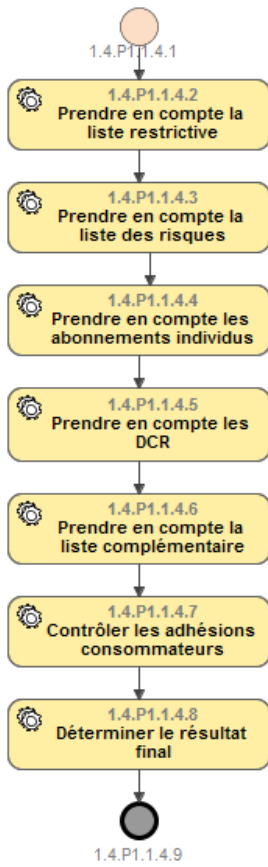 1.4.P1.1.4.1
1.4.P1.1.4.2
Prendre en compte la
liste restrictive
1.4.P1.1.4.3
Prendre en compte la
liste des risques
1.4.P1.1.4.4
Prendre en compte les
abonnements individus
1.4.P1.1.4.5
Prendre en compte les
DCR
1.4.P1.1.4.6
Prendre en compte la
liste complémentaire
1.4.P1.1.4.7
Contrôler les adhésions
consommateurs
1.4.P1.1.4.8
Déterminer le résultat
final
1.4.P1.1.4.9